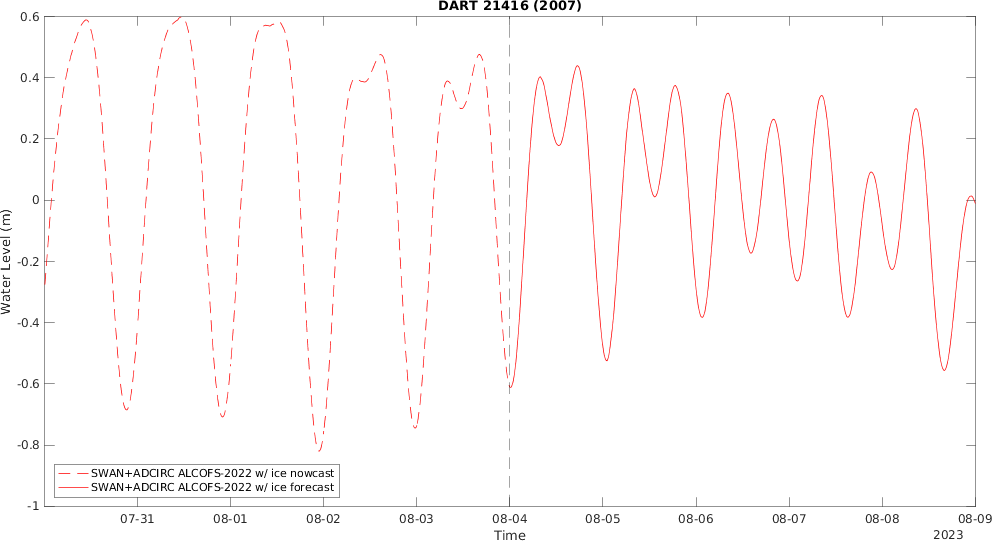 DART 21416 (2007)
0.6
0.4
0.2
0
-0.2
-0.4
-0.6
-0.8
-1
Water Level (m)
SWAN+ADCIRC ALCOFS-2022 w/ ice nowcast
SWAN+ADCIRC ALCOFS-2022 w/ ice forecast
07-31 08-01 08-02 08-03 08-04 08-05 08-06 08-07 08-08 08-09
Time
2023